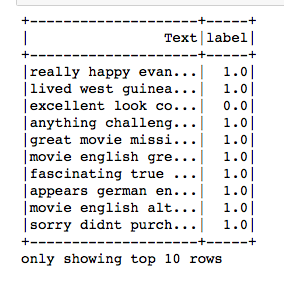 +--------------------+-----+
|                Text|label|
+--------------------+-----+
|really happy evan...|  1.0|
|lived west guinea...|  1.0|
|excellent look co...|  0.0|
|anything challeng...|  1.0|
|great movie missi...|  1.0|
|movie english gre...|  1.0|
|fascinating true ...|  1.0|
|appears german en...|  1.0|
|movie english alt...|  1.0|
|sorry didnt purch...|  1.0|
+--------------------+-----+
only showing top 10 rows